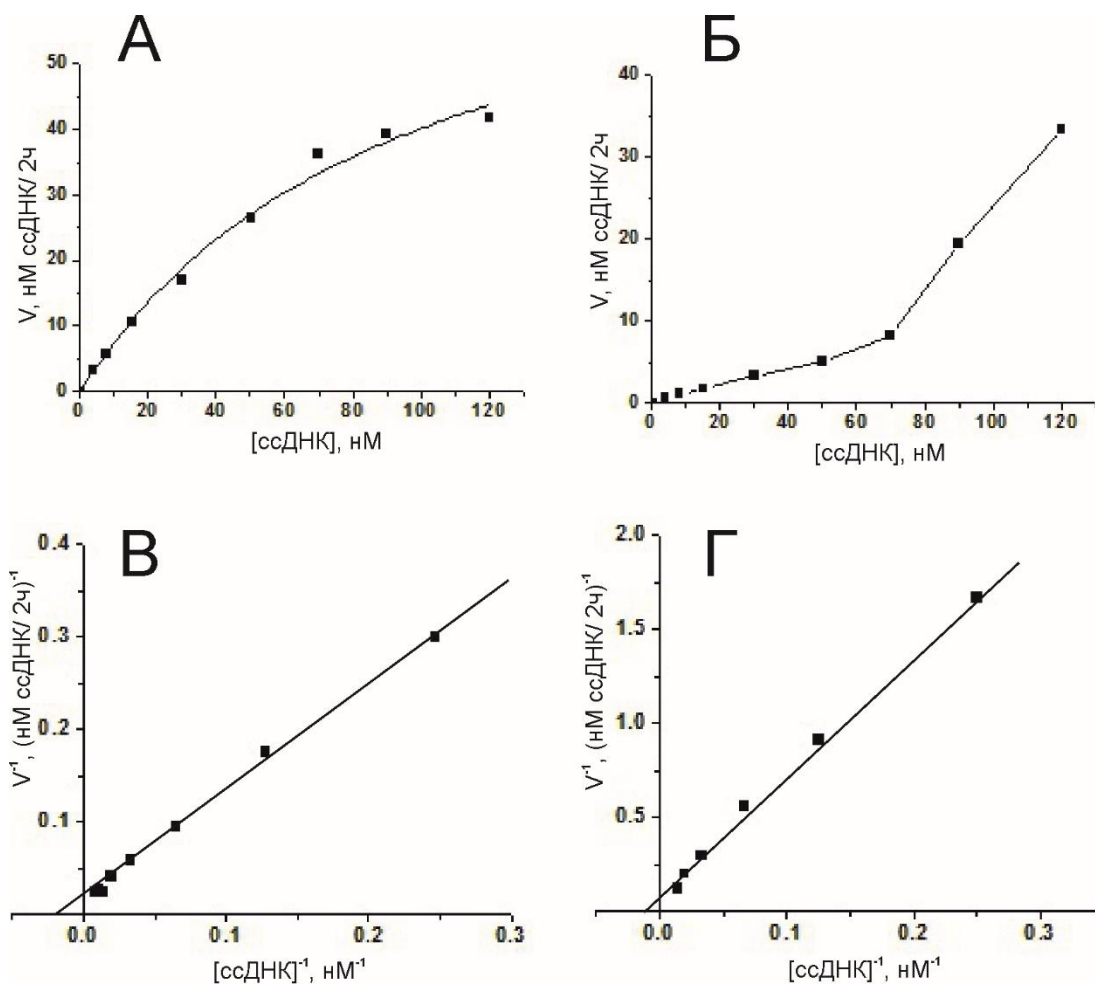 А
50
40
30
20
10
0
V, нМ ссДНК/ 2ч
0 20 40 60 80 100 120
[ссДНК], нМ
Б
40
30
20
10
0
V, нМ ссДНК/ 2ч
0 20 40 60 80 100 120
[ссДНК], нМ
В
0.4
0.3
0.2
0.1
V⁻¹, (нМ ссДНК/ 2ч)⁻¹
0.0 0.1 0.2 0.3
[ссДНК]⁻¹, нМ⁻¹
Г
2.0
1.5
1.0
0.5
V⁻¹, (нМ ссДНК/ 2ч)⁻¹
0.0 0.1 0.2 0.3
[ссДНК]⁻¹, нМ⁻¹